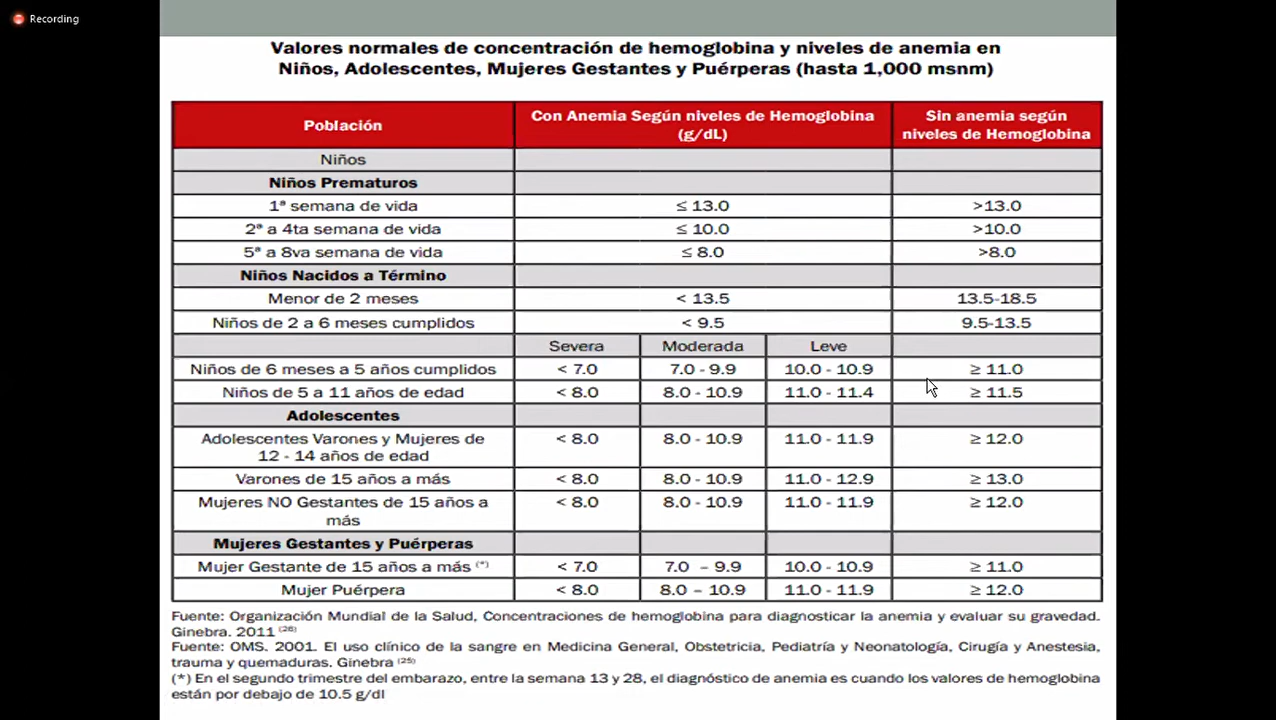 Recording
Valores normales de concentración de hemoglobina y niveles de anemia en
Niños, Adolescentes, Mujeres Gestantes y Puérperas (hasta 1,000 msnm)
Población Con Anemia Según niveles de Hemoglobina (g/dL) Sin anemia según niveles de Hemoglobina
Niños
Niños Prematuros
1ª semana de vida ≤ 13.0 >13.0
2ª a 4ta semana de vida ≤ 10.0 >10.0
5ª a 8va semana de vida ≤ 8.0 >8.0
Niños Nacidos a Término
Menor de 2 meses < 13.5 13.5-18.5
Niños de 2 a 6 meses cumplidos < 9.5 9.5-13.5
Severa Moderada Leve
Niños de 6 meses a 5 años cumplidos < 7.0 7.0 - 9.9 10.0 - 10.9 ≥ 11.0
Niños de 5 a 11 años de edad < 8.0 8.0 - 10.9 11.0 - 11.4 ≥ 11.5
Adolescentes
Adolescentes Varones y Mujeres de 12 - 14 años de edad < 8.0 8.0 - 10.9 11.0 - 11.9 ≥ 12.0
Varones de 15 años a más < 8.0 8.0 - 10.9 11.0 - 12.9 ≥ 13.0
Mujeres NO Gestantes de 15 años a más < 8.0 8.0 - 10.9 11.0 - 11.9 ≥ 12.0
Mujeres Gestantes y Puérperas
Mujer Gestante de 15 años a más (*) < 7.0 7.0 – 9.9 10.0 - 10.9 ≥ 11.0
Mujer Puérpera < 8.0 8.0 – 10.9 11.0 - 11.9 ≥ 12.0
Fuente: Organización Mundial de la Salud, Concentraciones de hemoglobina para diagnosticar la anemia y evaluar su gravedad.
Ginebra. 2011 (26)
Fuente: OMS. 2001. El uso clínico de la sangre en Medicina General, Obstetricia, Pediatría y Neonatología, Cirugía y Anestesia,
trauma y quemaduras. Ginebra (25)
(*) En el segundo trimestre del embarazo, entre la semana 13 y 28, el diagnóstico de anemia es cuando los valores de hemoglobina
están por debajo de 10.5 g/dl